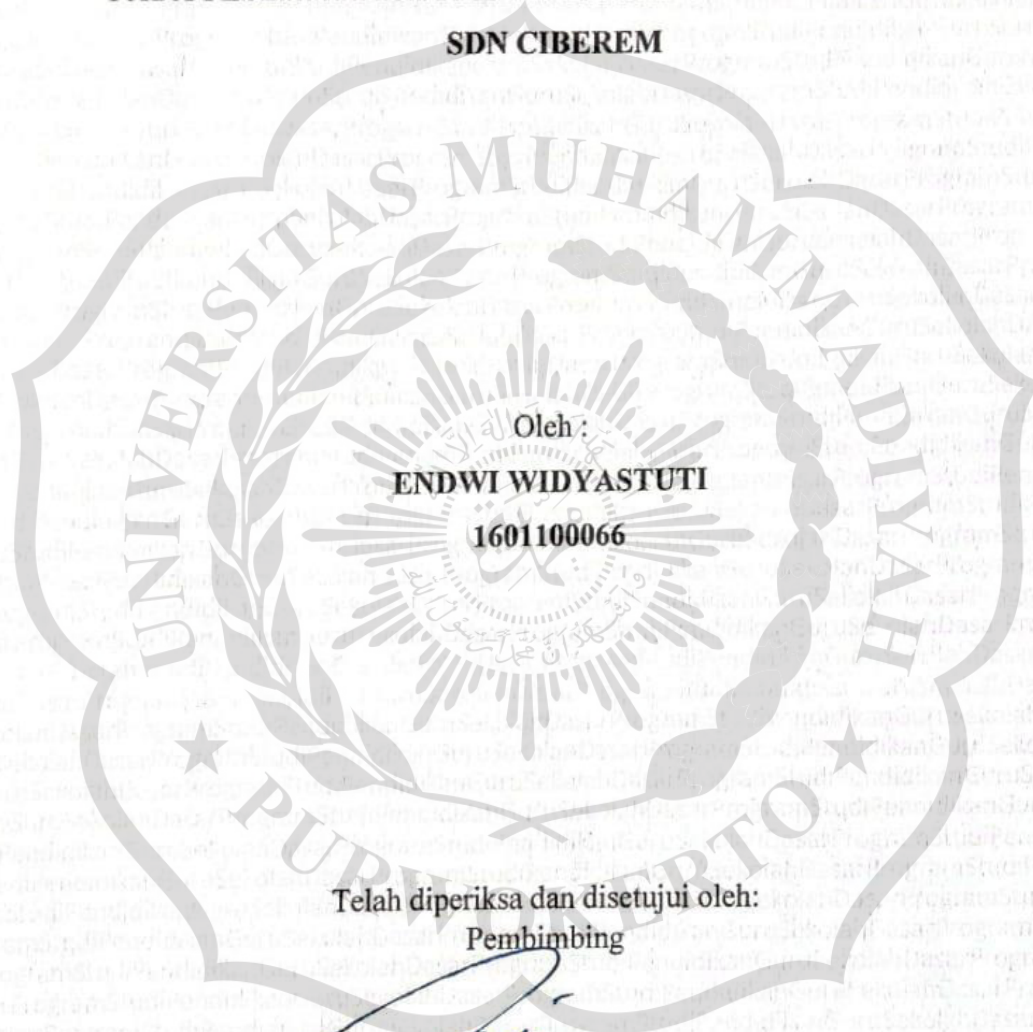 SDN CIBEREM
UNIVERSITAS MUHAMMADIYAH
Oleh :
ENDWI WIDYASTUTI
1601100066
PURWOKERTO
Telah diperiksa dan disetujui oleh:
Pembimbing